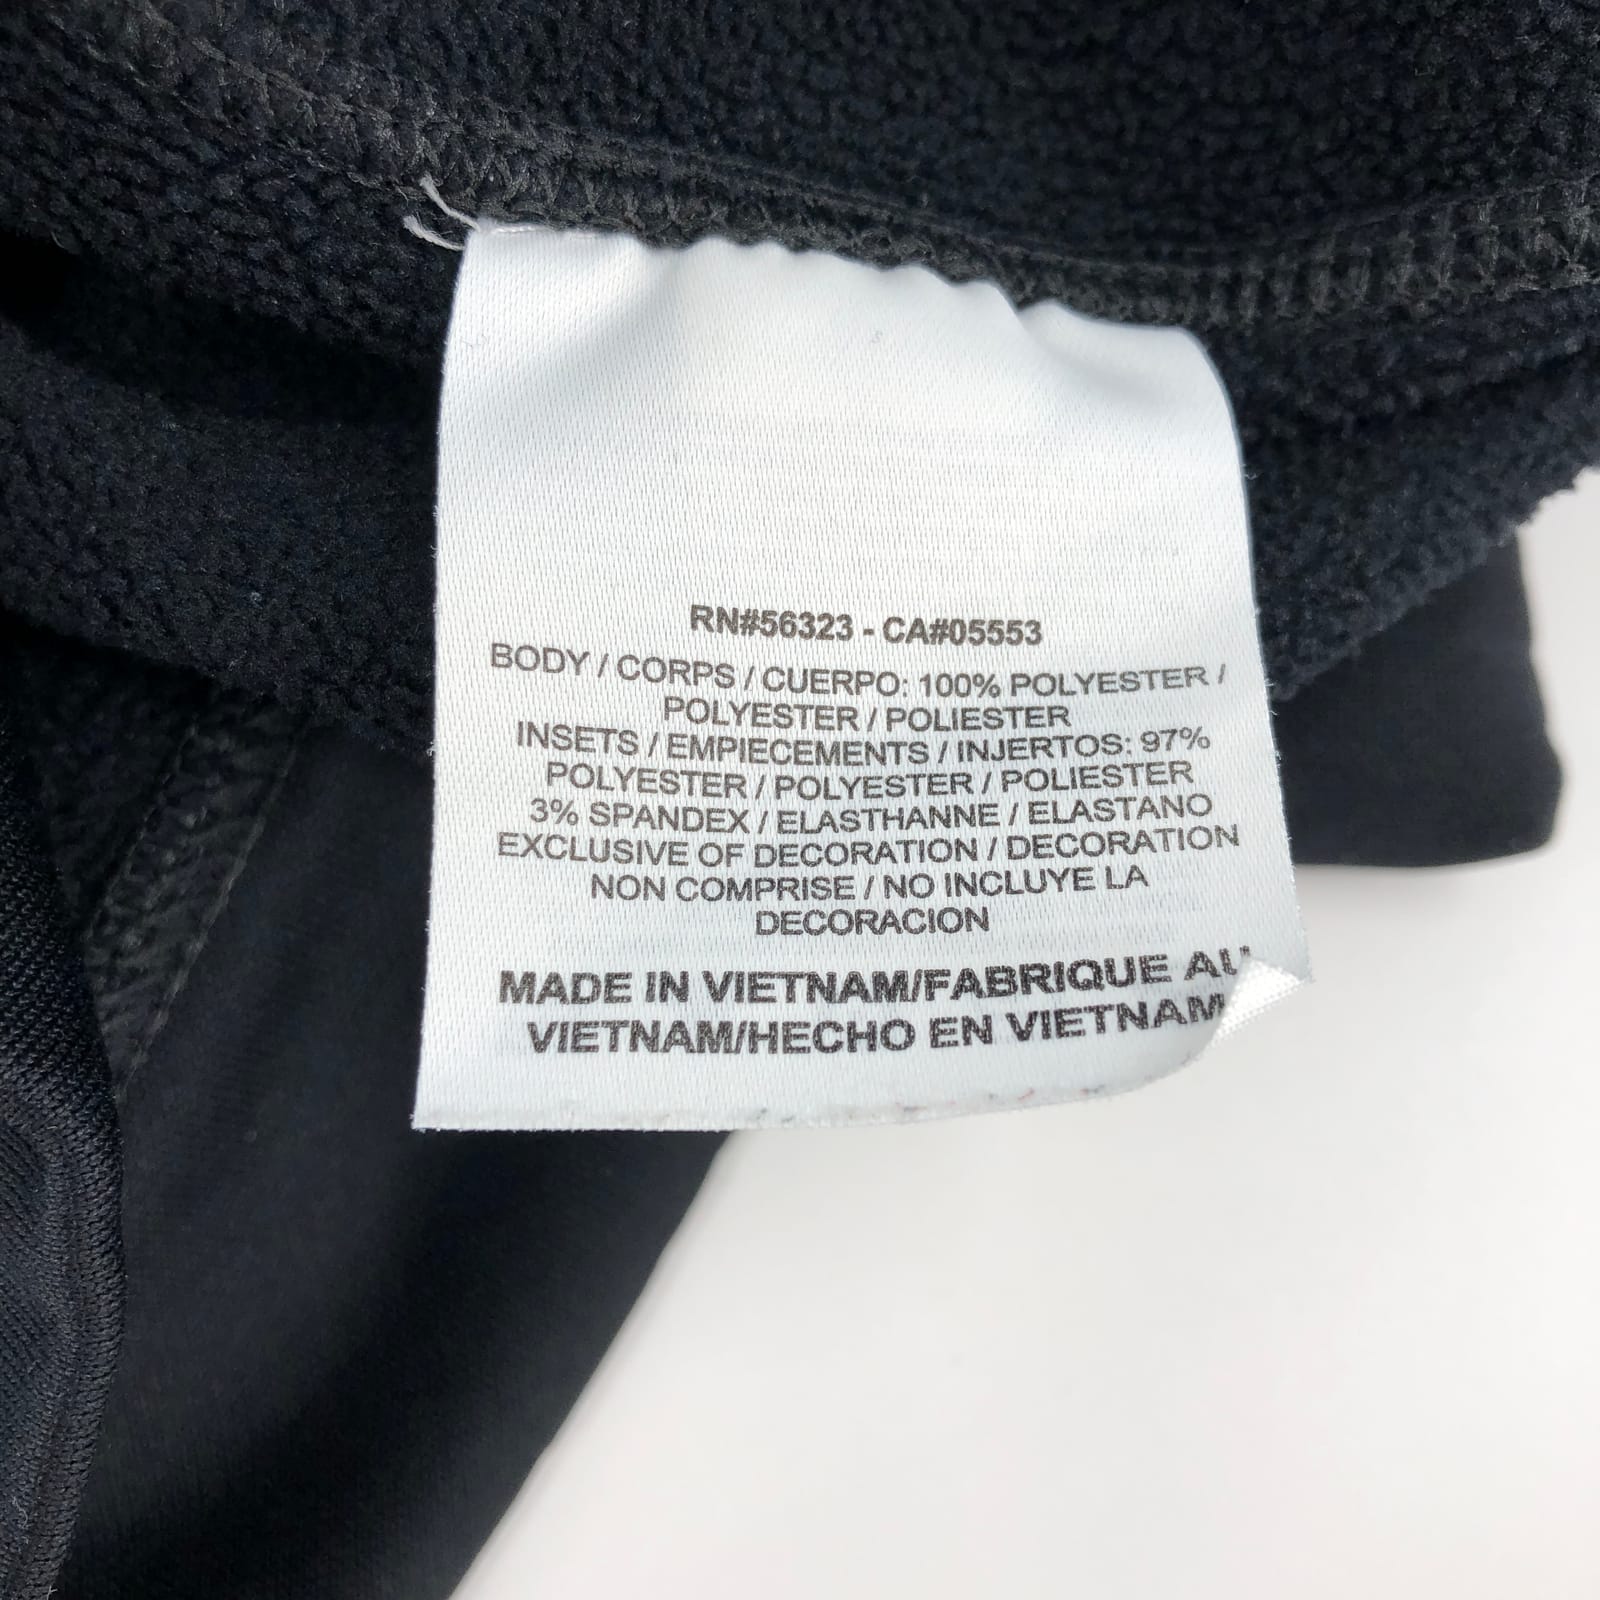 RN#56323 - CA#05553
BODY / CORPS / CUERPO: 100% POLYESTER /
POLYESTER / POLIESTER
INSETS / EMPIECEMENTS / INJERTOS: 97%
POLYESTER / POLYESTER / POLIESTER
3% SPANDEX / ELASTHANNE / ELASTANO
EXCLUSIVE OF DECORATION / DECORATION
NON COMPRISE / NO INCLUYE LA
DECORACION
MADE IN VIETNAM/FABRIQUE AU
VIETNAM/HECHO EN VIETNAM